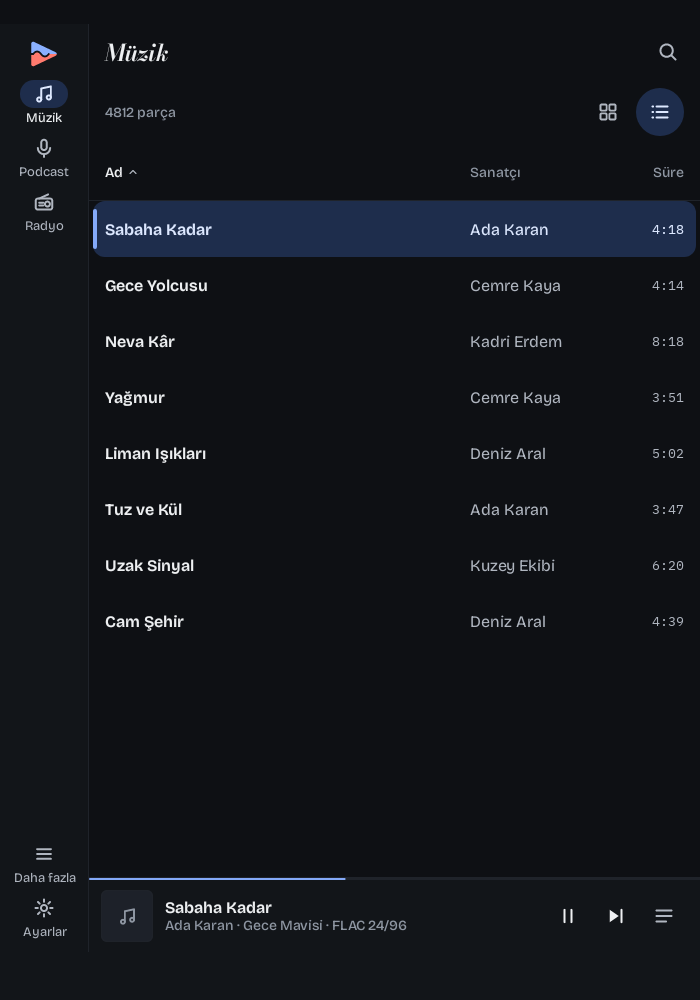 Müzik
Podcast
Radyo
Daha fazla
Ayarlar
Müzik
4812 parça
Ad Sanatçı Süre
Sabaha Kadar Ada Karan 4:18
Gece Yolcusu Cemre Kaya 4:14
Neva Kâr Kadri Erdem 8:18
Yağmur Cemre Kaya 3:51
Liman Işıkları Deniz Aral 5:02
Tuz ve Kül Ada Karan 3:47
Uzak Sinyal Kuzey Ekibi 6:20
Cam Şehir Deniz Aral 4:39
Sabaha Kadar
Ada Karan · Gece Mavisi · FLAC 24/96